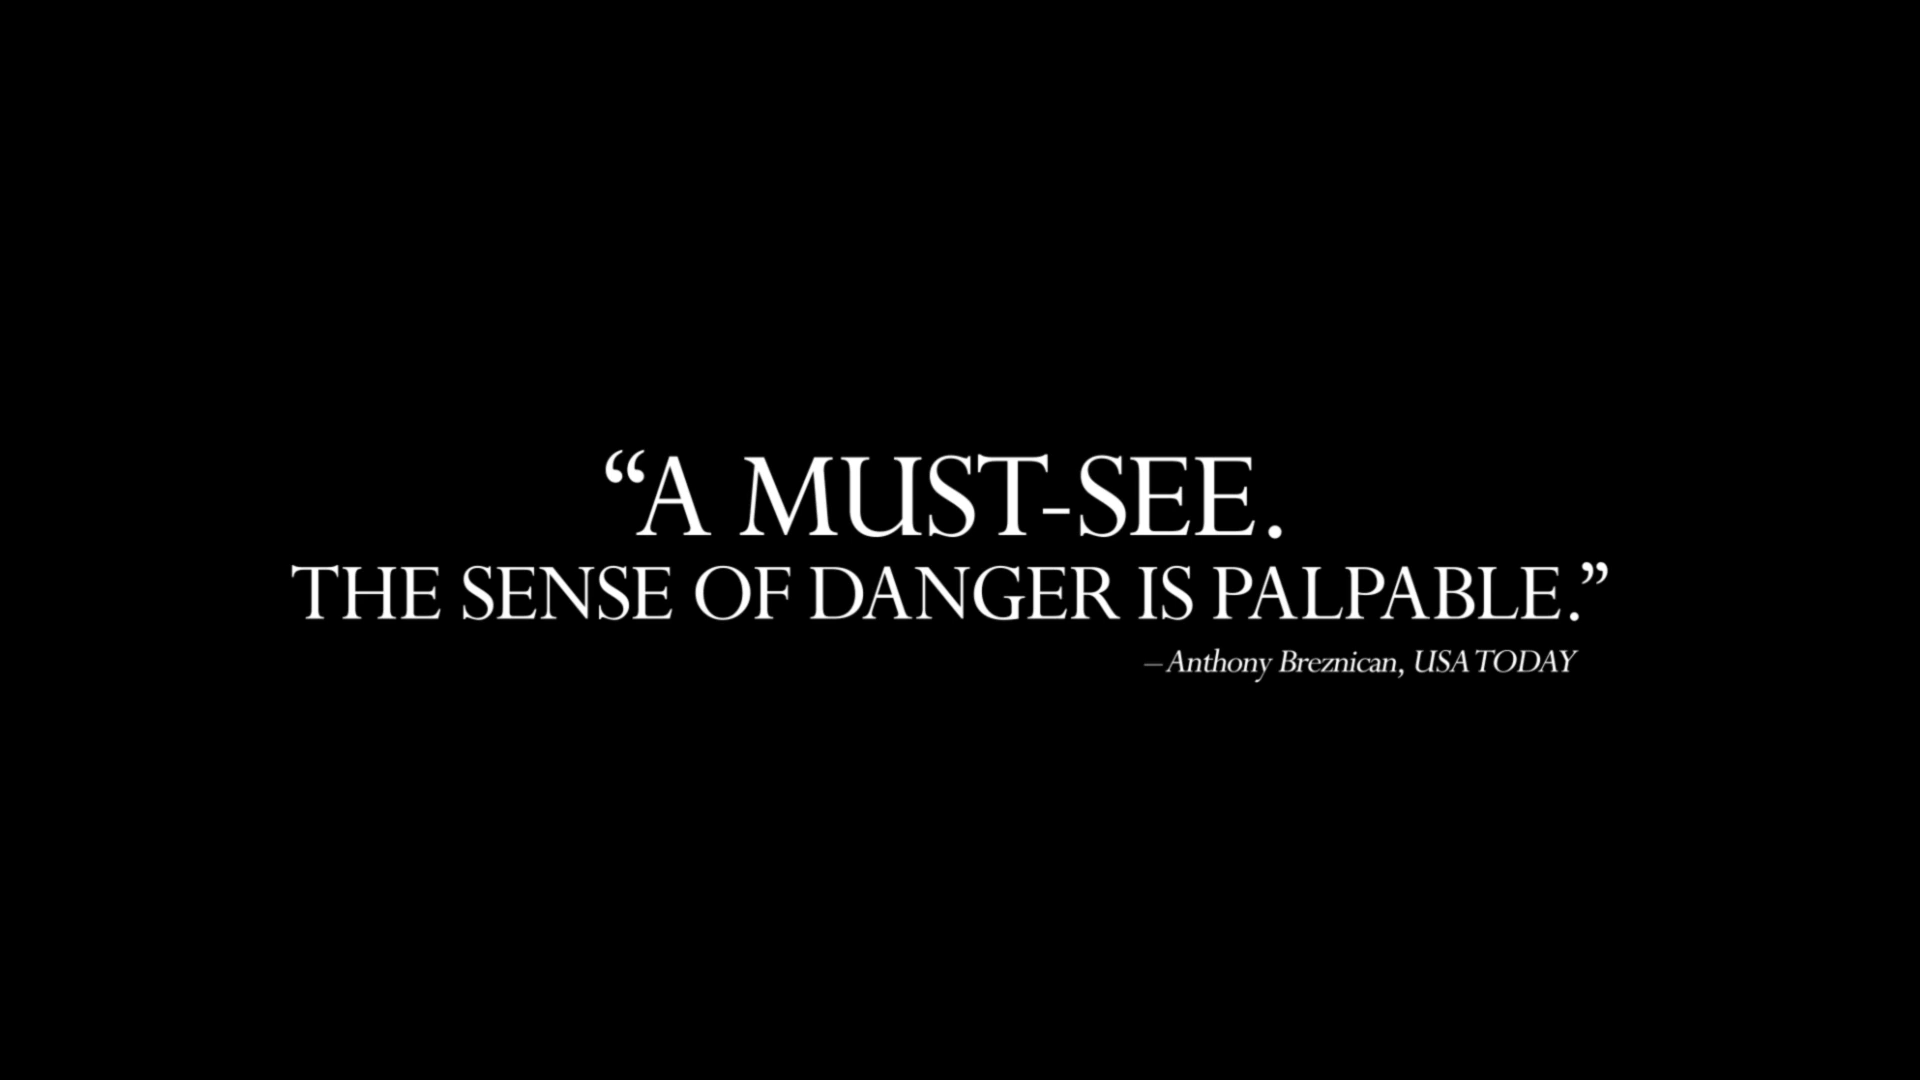 “A MUST-SEE.
THE SENSE OF DANGER IS PALPABLE.”
–Anthony Breznican, USA TODAY